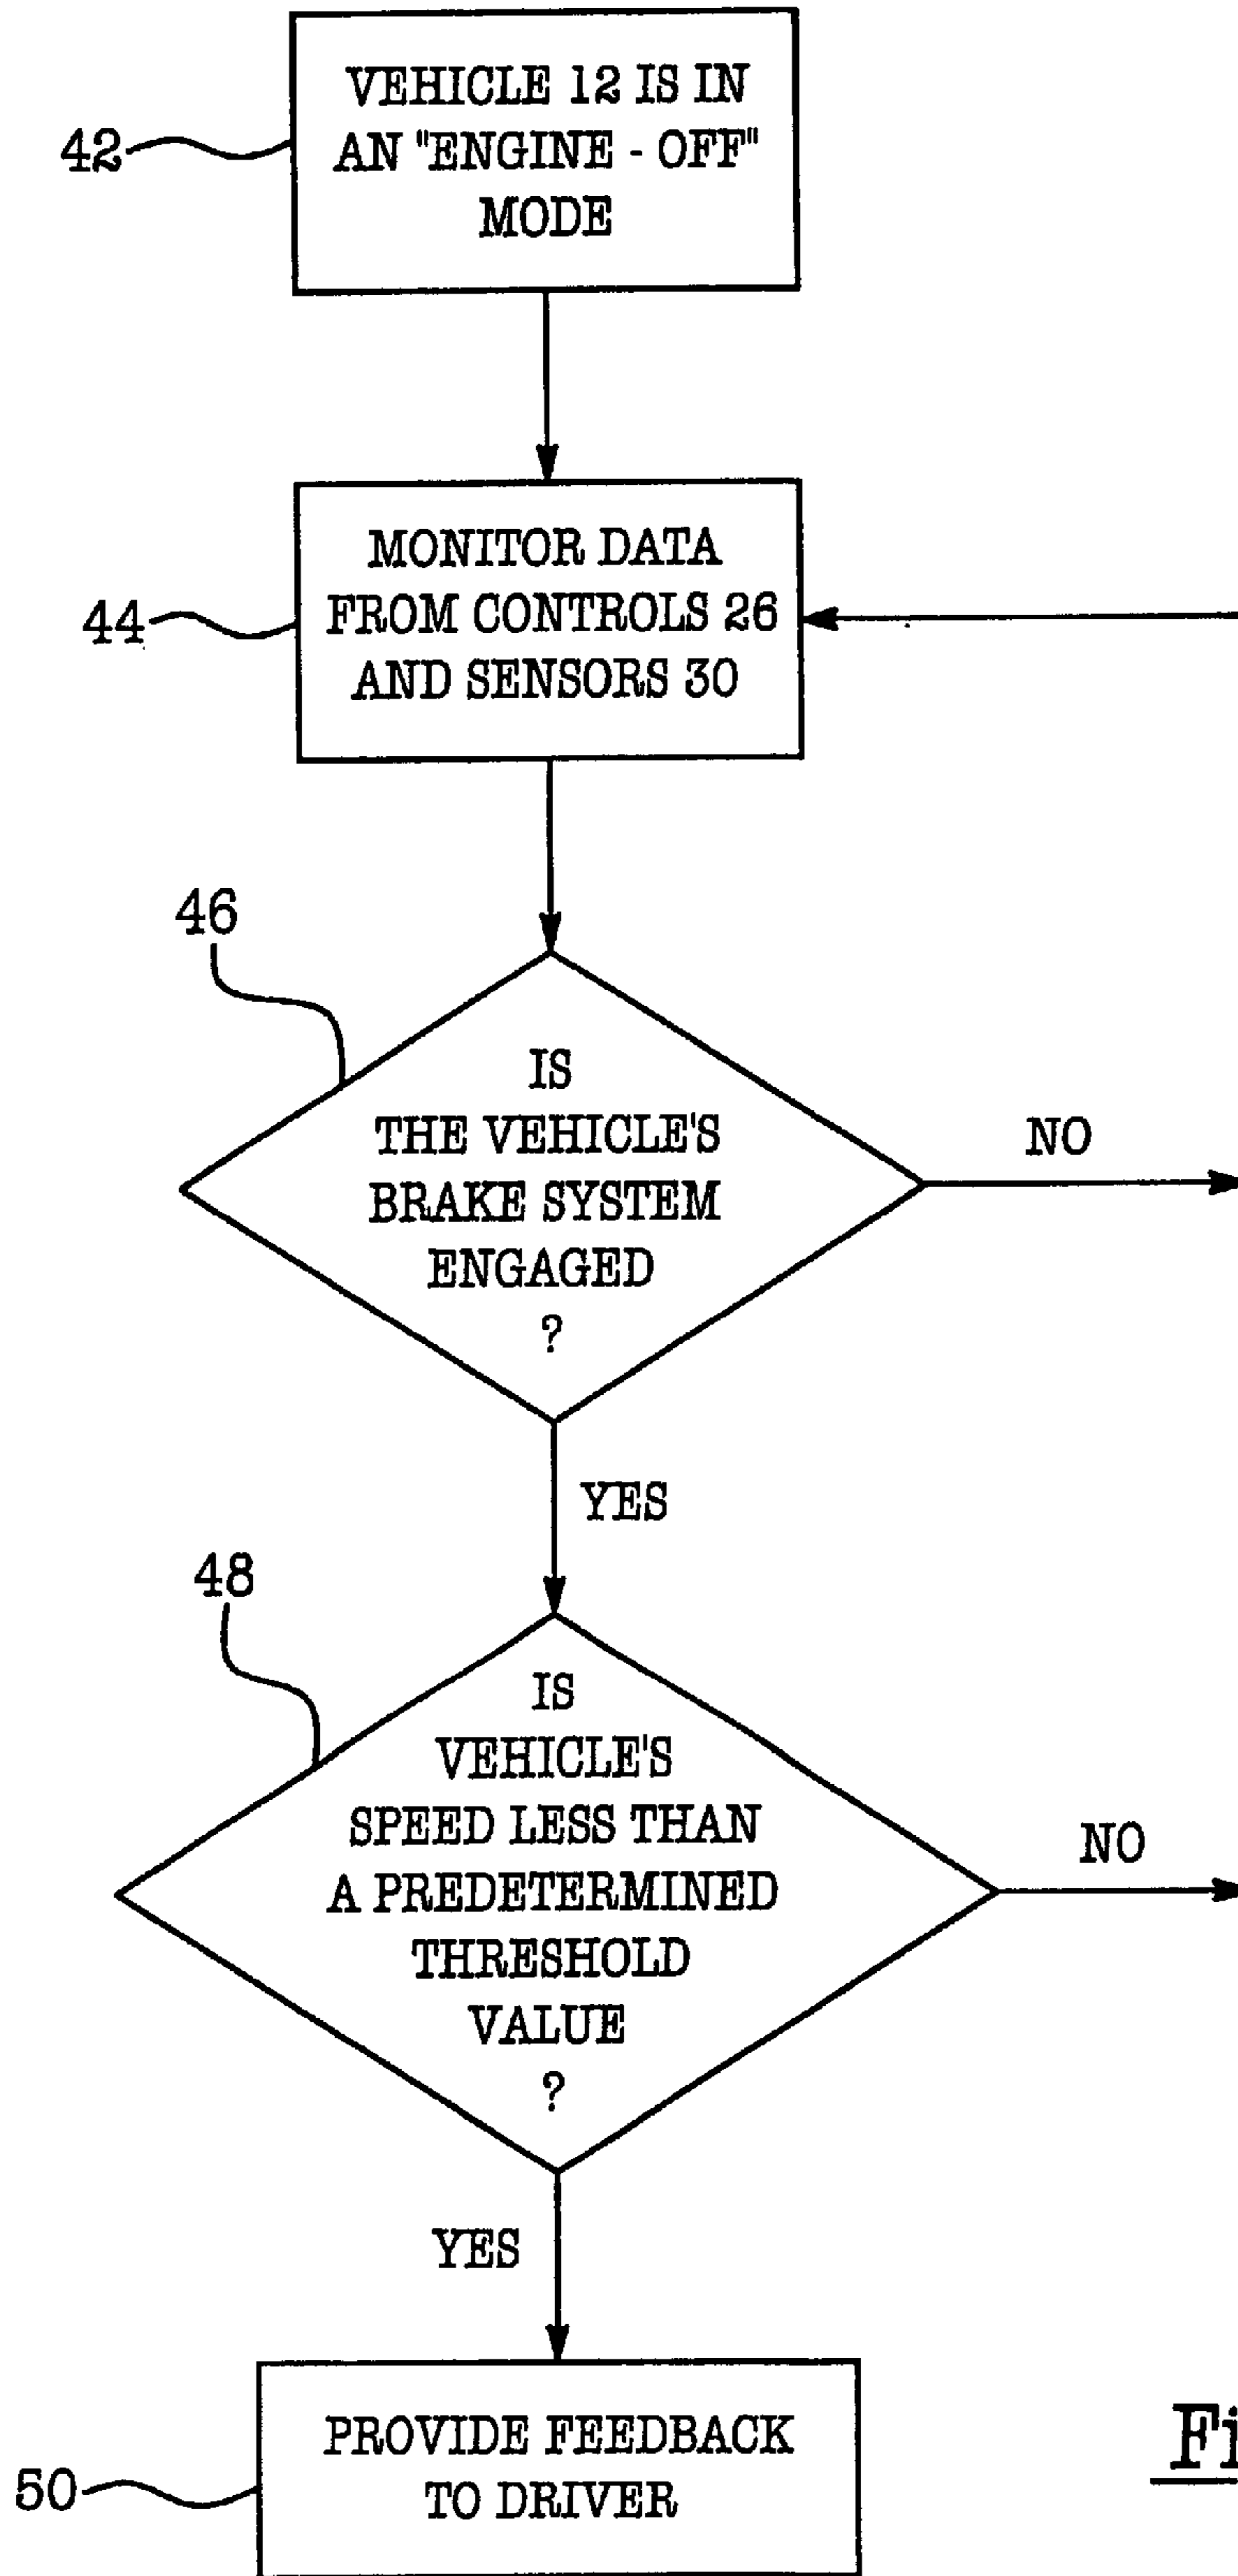 VEHICLE 12 IS IN
AN "ENGINE - OFF"
MODE
42
MONITOR DATA
FROM CONTROLS 26
AND SENSORS 30
44
46
IS
THE VEHICLE'S
BRAKE SYSTEM
ENGAGED
?
NO
YES
48
IS
VEHICLE'S
SPEED LESS THAN
A PREDETERMINED
THRESHOLD
VALUE
?
NO
YES
PROVIDE FEEDBACK
TO DRIVER
50